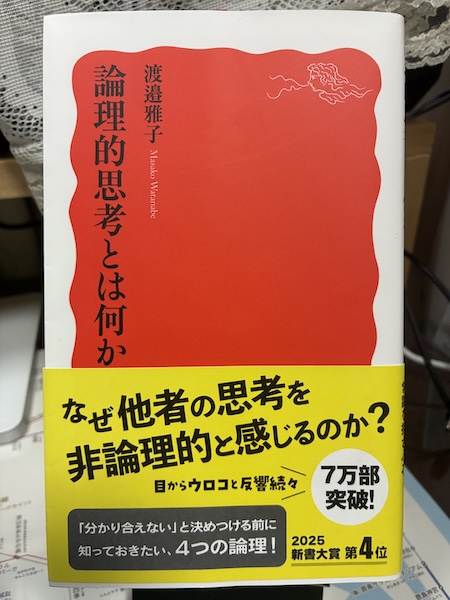 論理的思考とは何か
渡邉雅子
Masako Watanabe
なぜ他者の思考を
非論理的と感じるのか?
目からウロコと反響続々
7万部
突破!
「分かり合えない」と決めつける前に
知っておきたい、4つの論理!
2025
新書大賞 第4位